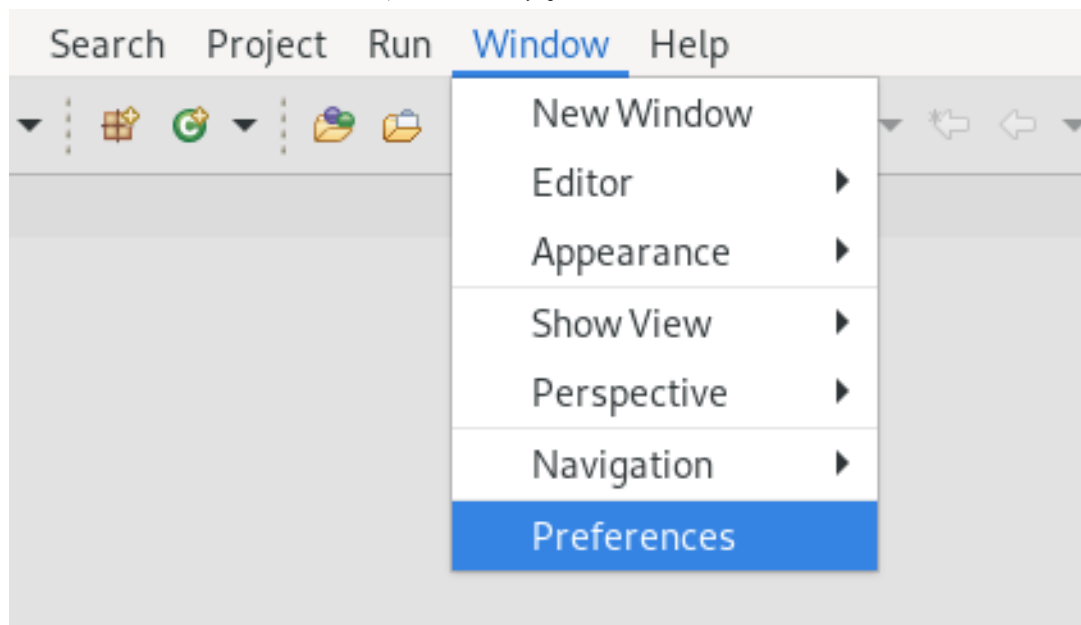 Search Project Run Window Help
New Window
Editor
Appearance
Show View
Perspective
Navigation
Preferences